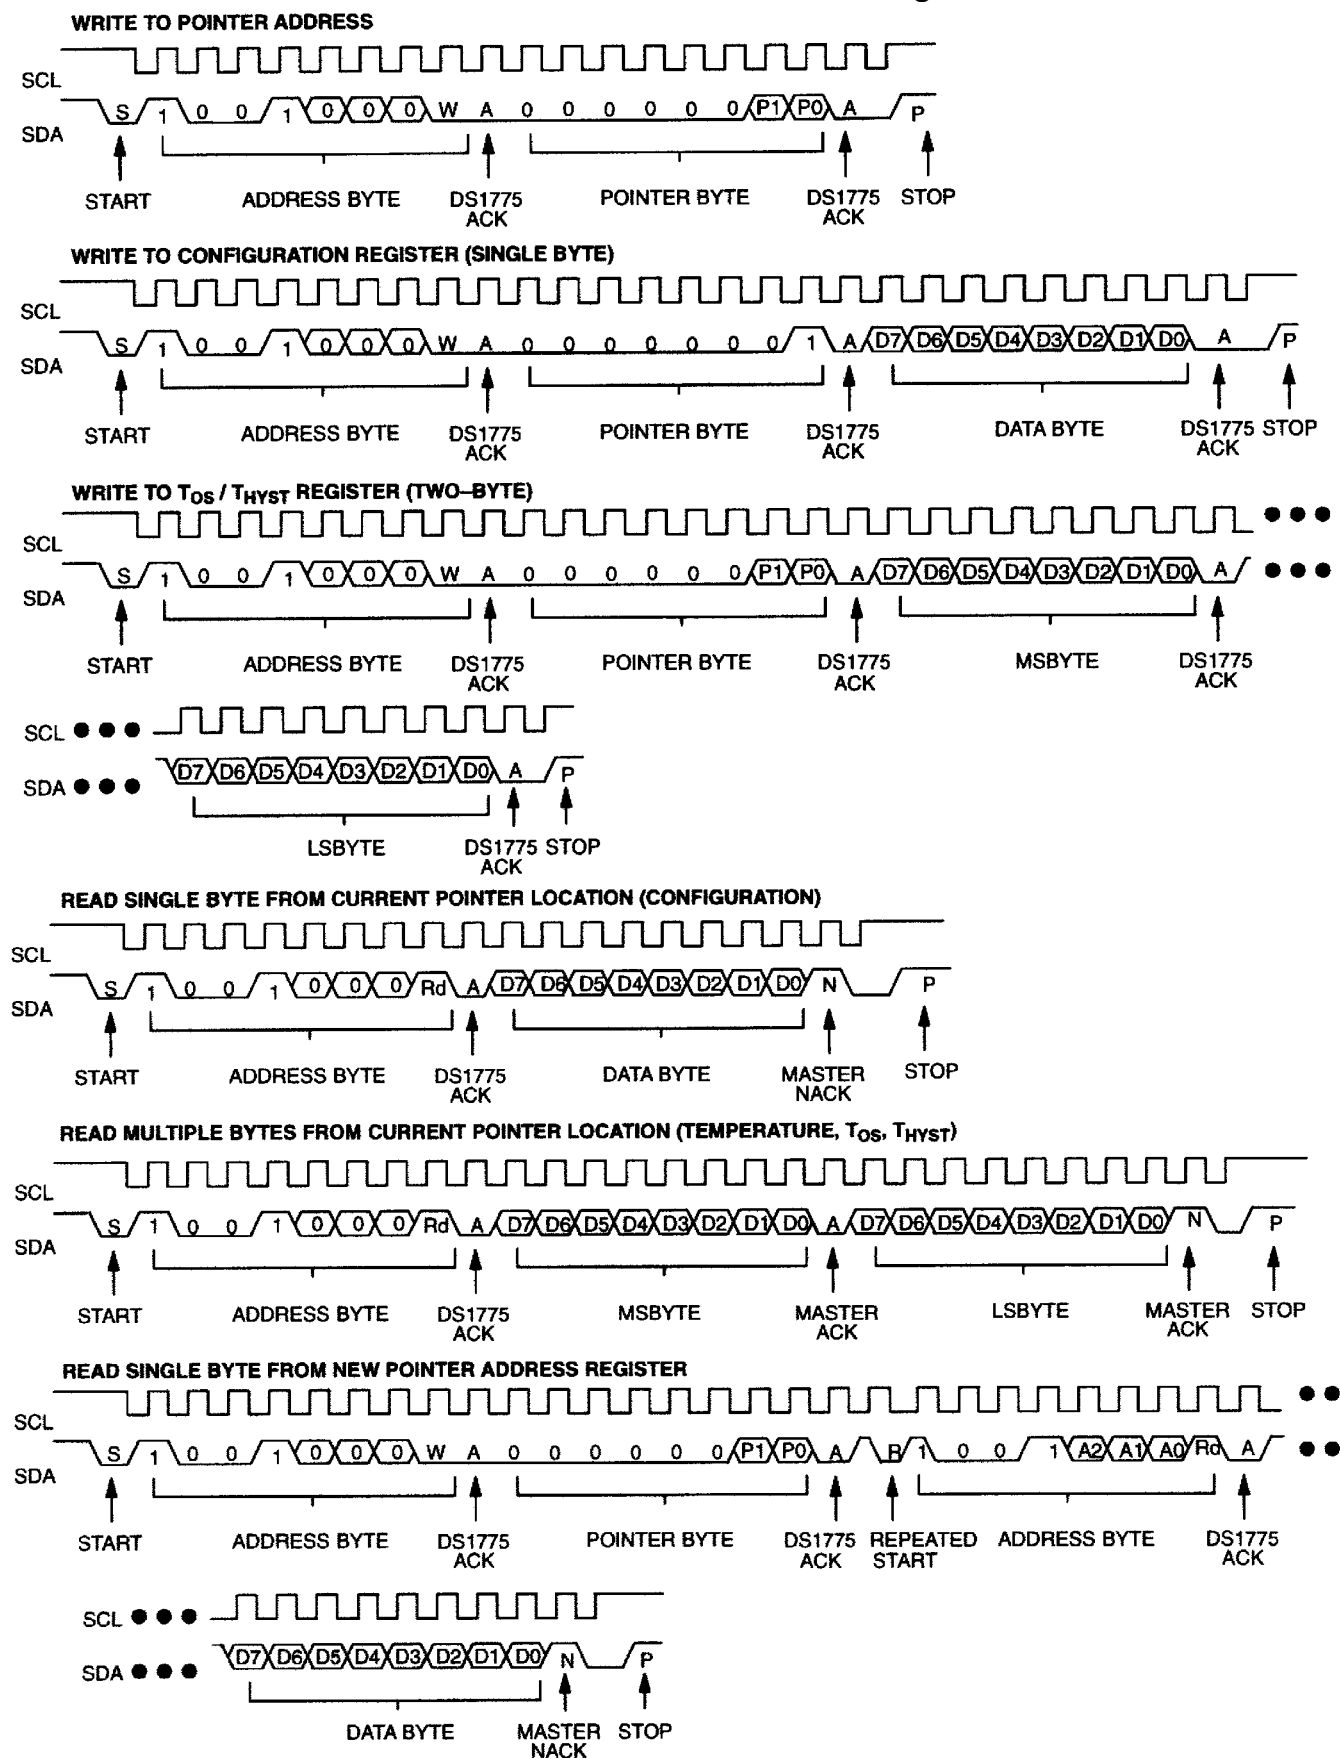 WRITE TO POINTER ADDRESS
SCL
SDA S 1 0 0 1 0 0 0 W A 0 0 0 0 0 0 P1 P0 A P
START ADDRESS BYTE DS1775 ACK POINTER BYTE DS1775 ACK STOP
WRITE TO CONFIGURATION REGISTER (SINGLE BYTE)
SCL
SDA S 1 0 0 1 0 0 0 W A 0 0 0 0 0 0 0 1 A D7 D6 D5 D4 D3 D2 D1 D0 A P
START ADDRESS BYTE DS1775 ACK POINTER BYTE DS1775 ACK DATA BYTE DS1775 ACK STOP
WRITE TO TOS / THYST REGISTER (TWO–BYTE)
SCL
SDA S 1 0 0 1 0 0 0 W A 0 0 0 0 0 0 P1 P0 A D7 D6 D5 D4 D3 D2 D1 D0 A
START ADDRESS BYTE DS1775 ACK POINTER BYTE DS1775 ACK MSBYTE DS1775 ACK
SCL
SDA D7 D6 D5 D4 D3 D2 D1 D0 A P
LSBYTE DS1775 ACK STOP
READ SINGLE BYTE FROM CURRENT POINTER LOCATION (CONFIGURATION)
SCL
SDA S 1 0 0 1 0 0 0 Rd A D7 D6 D5 D4 D3 D2 D1 D0 N P
START ADDRESS BYTE DS1775 ACK DATA BYTE MASTER NACK STOP
READ MULTIPLE BYTES FROM CURRENT POINTER LOCATION (TEMPERATURE, TOS, THYST)
SCL
SDA S 1 0 0 1 0 0 0 Rd A D7 D6 D5 D4 D3 D2 D1 D0 A D7 D6 D5 D4 D3 D2 D1 D0 N P
START ADDRESS BYTE DS1775 ACK MSBYTE MASTER ACK LSBYTE MASTER ACK STOP
READ SINGLE BYTE FROM NEW POINTER ADDRESS REGISTER
SCL
SDA S 1 0 0 1 0 0 0 W A 0 0 0 0 0 0 P1 P0 A R 1 0 0 1 A2 A1 A0 Rd A
START ADDRESS BYTE DS1775 ACK POINTER BYTE DS1775 ACK REPEATED START ADDRESS BYTE DS1775 ACK
SCL
SDA D7 D6 D5 D4 D3 D2 D1 D0 N P
DATA BYTE MASTER NACK STOP